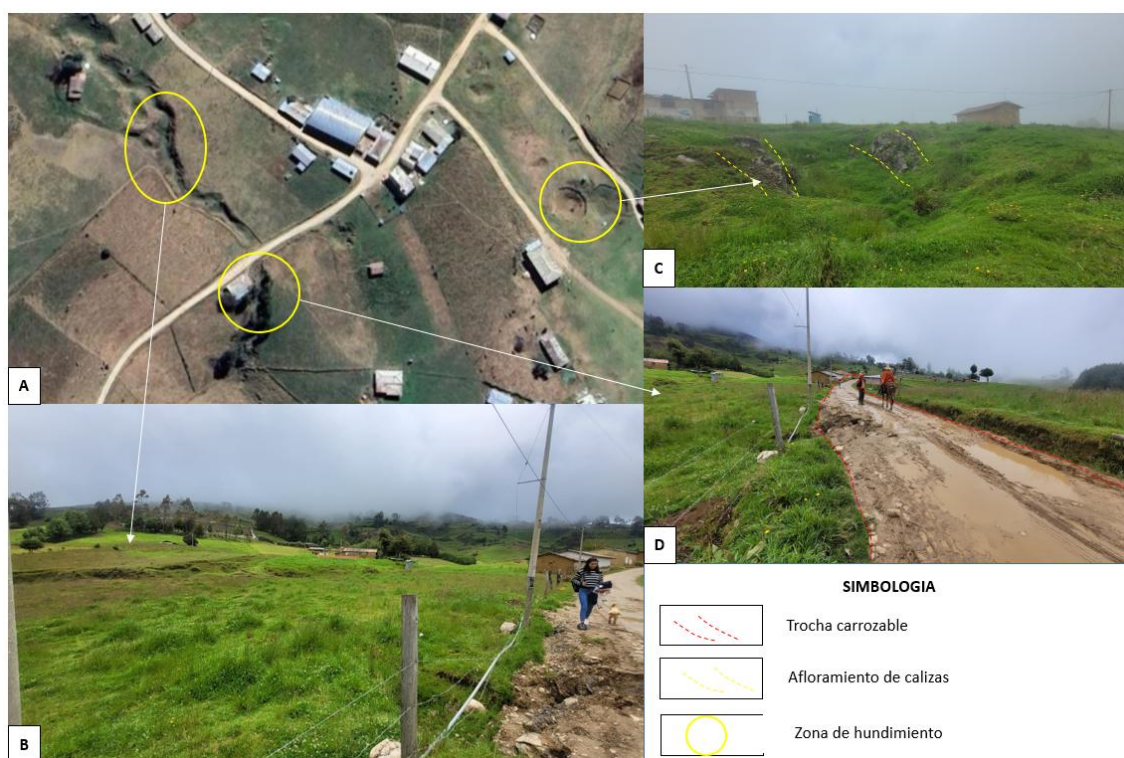 A
C
B
D
SIMBOLOGIA
Trocha carrozable
Afloramiento de calizas
Zona de hundimiento